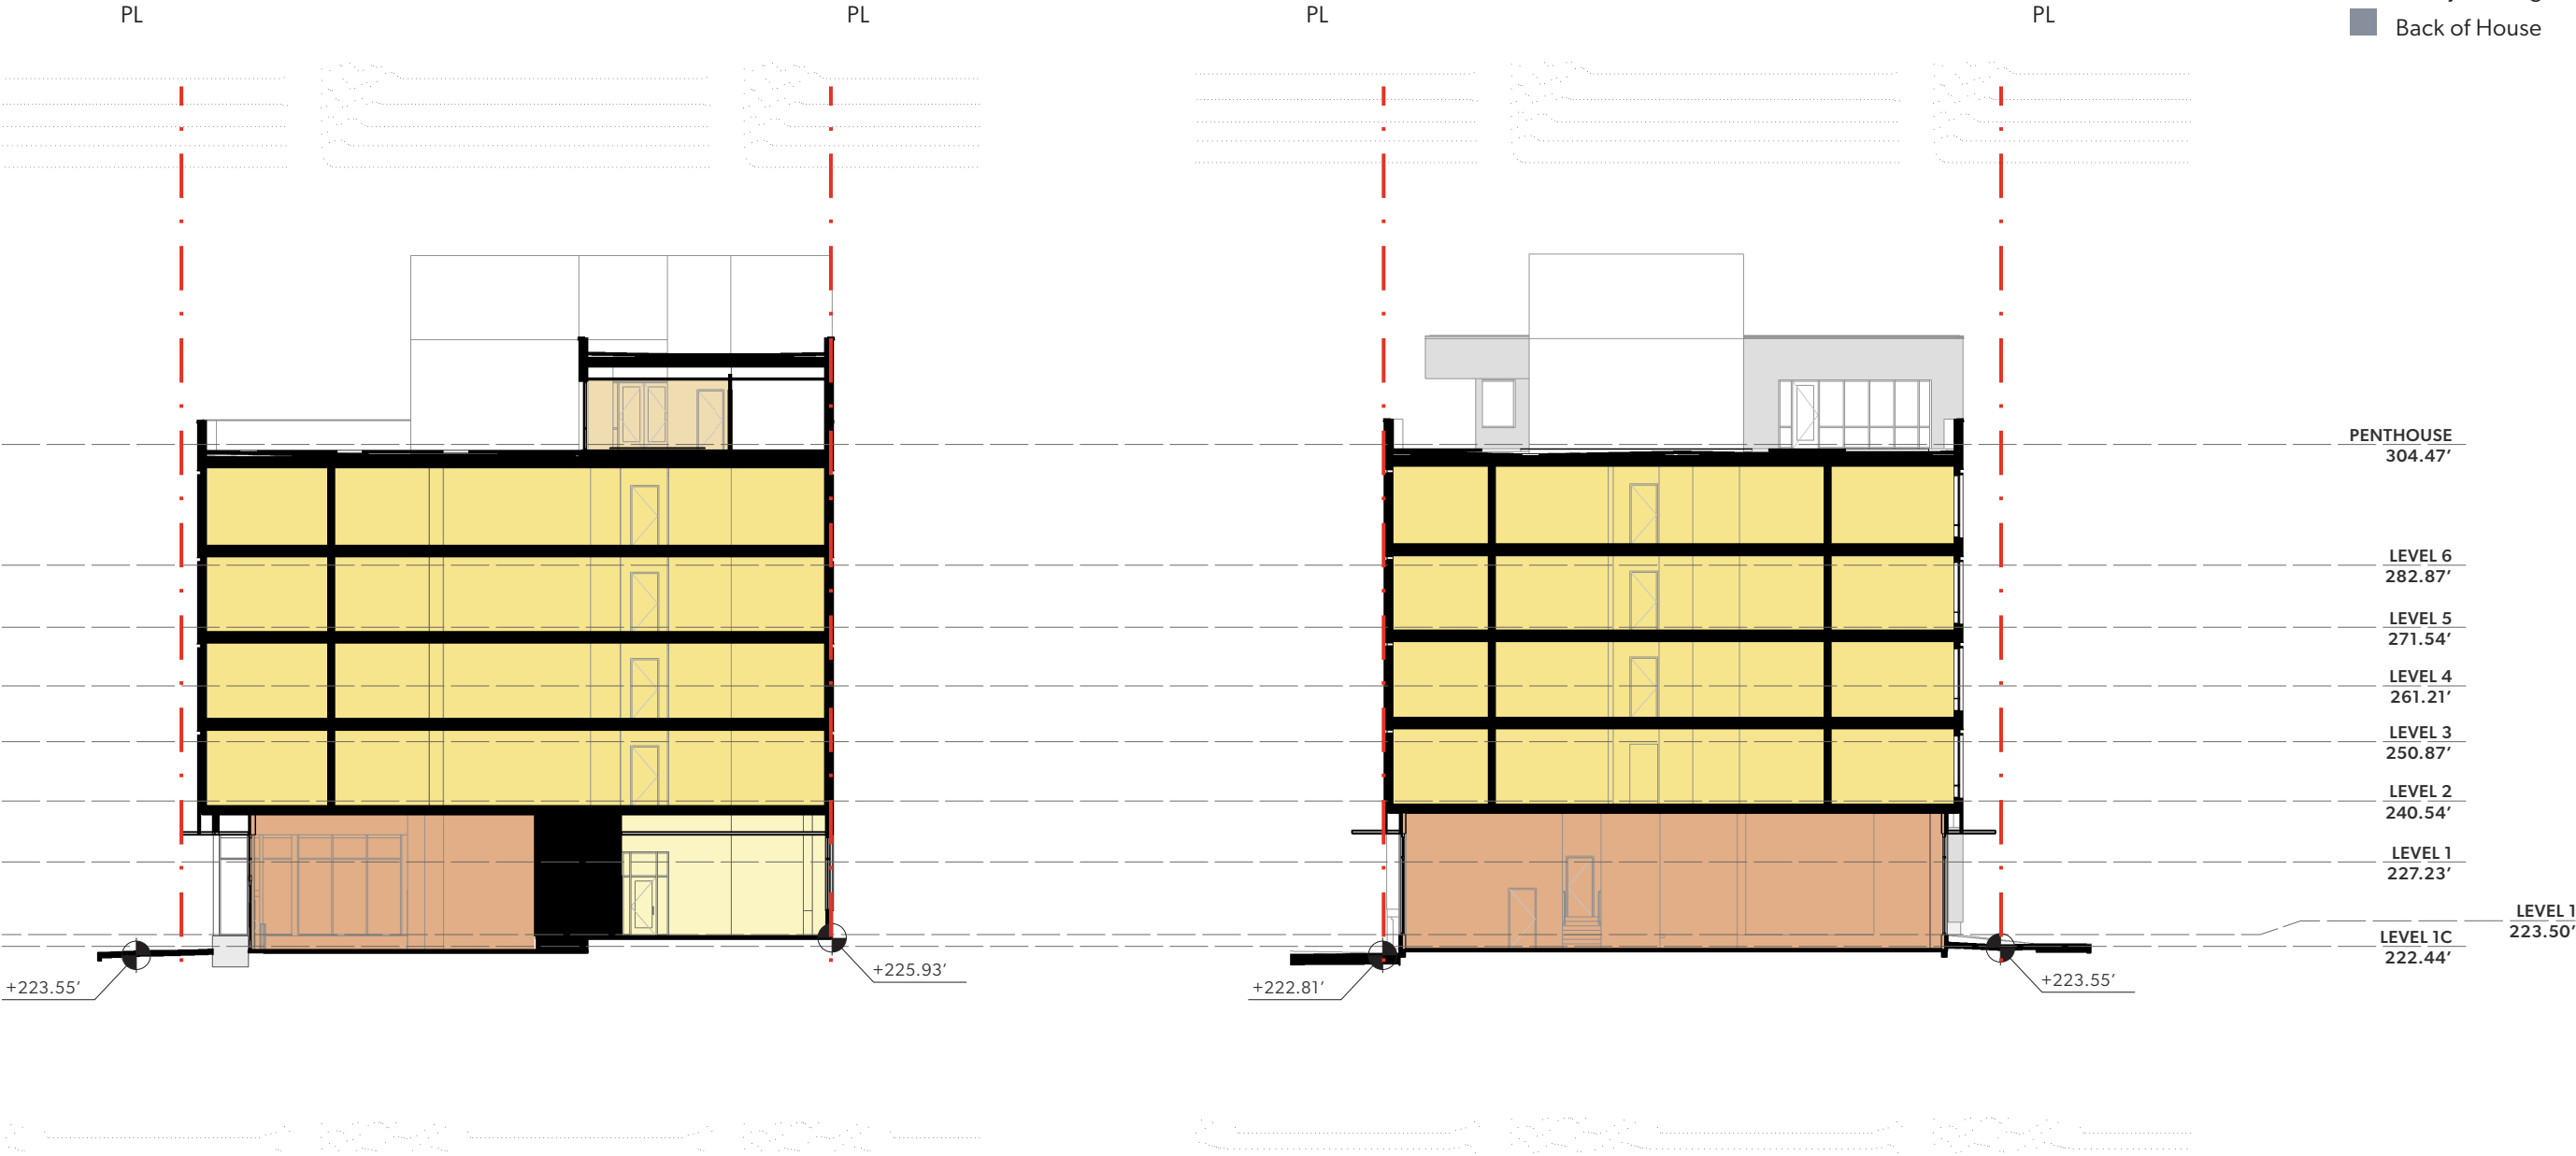 PL
PL
PL
PL
Back of House
PENTHOUSE
304.47′
LEVEL 6
282.87′
LEVEL 5
271.54′
LEVEL 4
261.21′
LEVEL 3
250.87′
LEVEL 2
240.54′
LEVEL 1
227.23′
LEVEL 1
223.50′
LEVEL 1C
222.44′
+223.55′
+225.93′
+222.81′
+223.55′